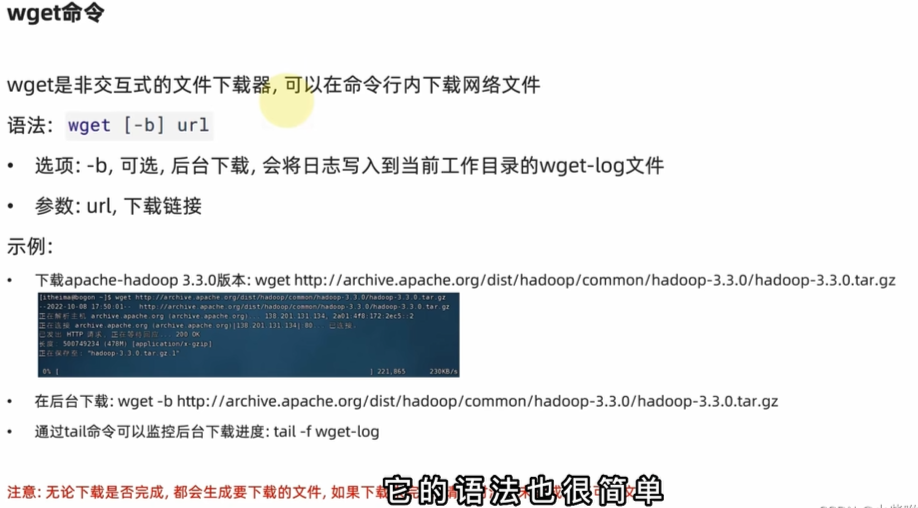 wget命令
wget是非交互式的文件下载器, 可以在命令行内下载网络文件
语法: wget [-b] url
• 选项: -b, 可选, 后台下载, 会将日志写入到当前工作目录的wget-log文件
• 参数: url, 下载链接
示例:
• 下载apache-hadoop 3.3.0版本: wget http://archive.apache.org/dist/hadoop/common/hadoop-3.3.0/hadoop-3.3.0.tar.gz
[itheima@bogon ~]$ wget http://archive.apache.org/dist/hadoop/common/hadoop-3.3.0/hadoop-3.3.0.tar.gz
--2022-10-08 17:50:01-- http://archive.apache.org/dist/hadoop/common/hadoop-3.3.0/hadoop-3.3.0.tar.gz
正在解析主机 archive.apache.org (archive.apache.org)... 138.201.131.134, 2a01:4f8:172:2ec5::2
正在连接 archive.apache.org (archive.apache.org)|138.201.131.134|:80... 已连接。
已发出 HTTP 请求，正在等待回应... 200 OK
长度：500749234 (478M) [application/x-gzip]
正在保存至: "hadoop-3.3.0.tar.gz.1"
0% [ ] 221,865 230KB/s
• 在后台下载: wget -b http://archive.apache.org/dist/hadoop/common/hadoop-3.3.0/hadoop-3.3.0.tar.gz
• 通过tail命令可以监控后台下载进度: tail -f wget-log
注意: 无论下载是否完成, 都会生成要下载的文件, 如果下载
它的语法也很简单